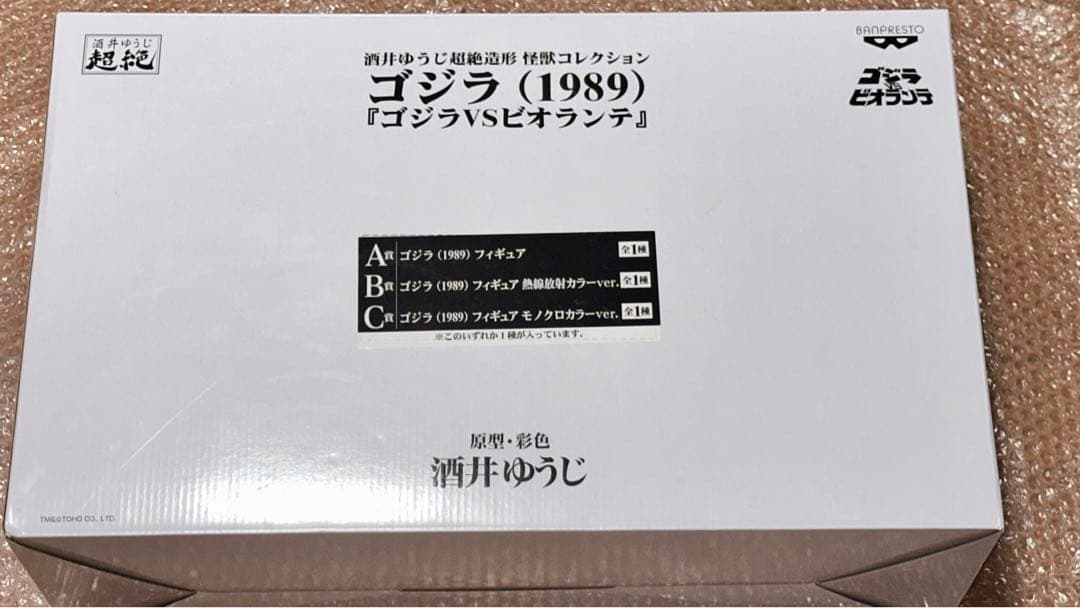 酒井ゆうじ
超絶
酒井ゆうじ超絶造形 怪獣コレクション
ゴジラ(1989)
『ゴジラVSビオランテ』
BANPRESTO
ゴジラ
VS
ビオランテ
A賞 ゴジラ(1989)フィギュア 全1種
B賞 ゴジラ(1989)フィギュア 熱線放射カラーver. 全1種
C賞 ゴジラ(1989)フィギュア モノクロカラーver. 全1種
※このいずれか1種が入っています。
原型・彩色
酒井ゆうじ
TM&©TOHO CO., LTD.